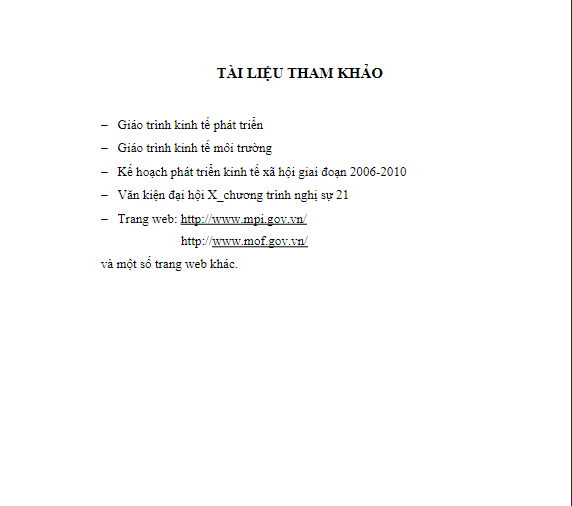 TÀI LIỆU THAM KHẢO
– Giáo trình kinh tế phát triển
– Giáo trình kinh tế môi trường
– Kế hoạch phát triển kinh tế xã hội giai đoạn 2006-2010
– Văn kiện đại hội X_chương trình nghị sự 21
– Trang web: http://www.mpi.gov.vn/
http://www.mof.gov.vn/
và một số trang web khác.